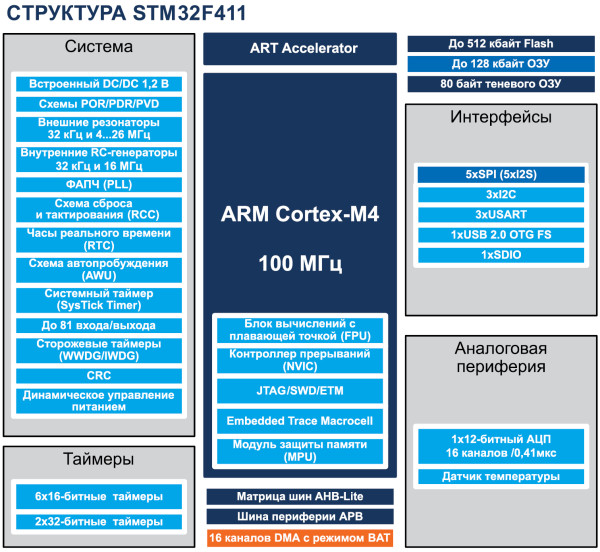 СТРУКТУРА STM32F411
Система
Встроенный DC/DC 1,2 В
Схемы POR/PDR/PVD
Внешние резонаторы
32 кГц и 4...26 МГц
Внутренние RC-генераторы
32 кГц и 16 МГц
ФАПЧ (PLL)
Схема сброса
и тактирования (RCC)
Часы реального времени
(RTC)
Схема автопробуждения
(AWU)
Системный таймер
(SysTick Timer)
До 81 входа/выхода
Сторожевые таймеры
(WWDG/IWDG)
CRC
Динамическое управление
питанием
Таймеры
6x16-битные таймеры
2x32-битные таймеры
ART Accelerator
ARM Cortex-M4
100 МГц
Блок вычислений с
плавающей точкой (FPU)
Контроллер прерываний
(NVIC)
JTAG/SWD/ETM
Embedded Trace Macrocell
Модуль защиты памяти
(MPU)
Матрица шин AHB-Lite
Шина периферии APB
16 каналов DMA с режимом BAT
До 512 кбайт Flash
До 128 кбайт ОЗУ
80 байт теневого ОЗУ
Интерфейсы
5xSPI (5xI2S)
3xI2C
3xUSART
1xUSB 2.0 OTG FS
1xSDIO
Аналоговая
периферия
1x12-битный АЦП
16 каналов /0,41мкс
Датчик температуры